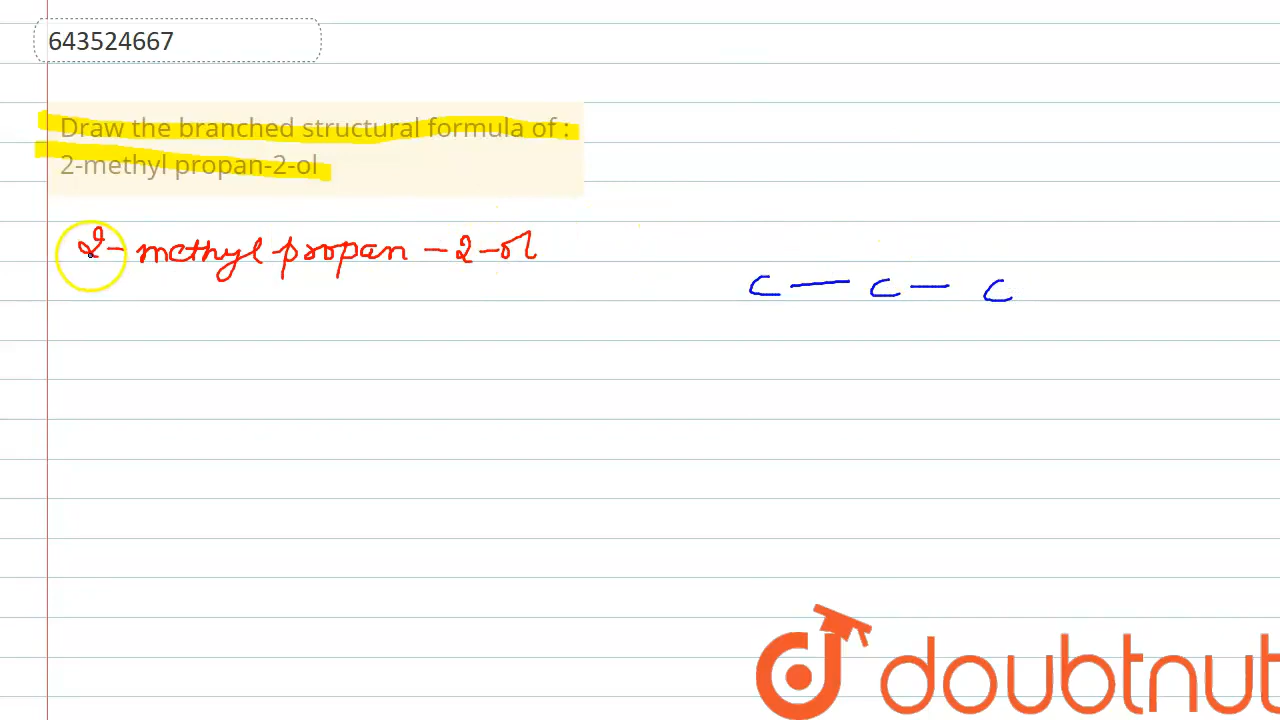 643524667
Draw the branched structural formula of :
2-methyl propan-2-ol
2- methyl propan -2-ol
C — C — C
doubtnut